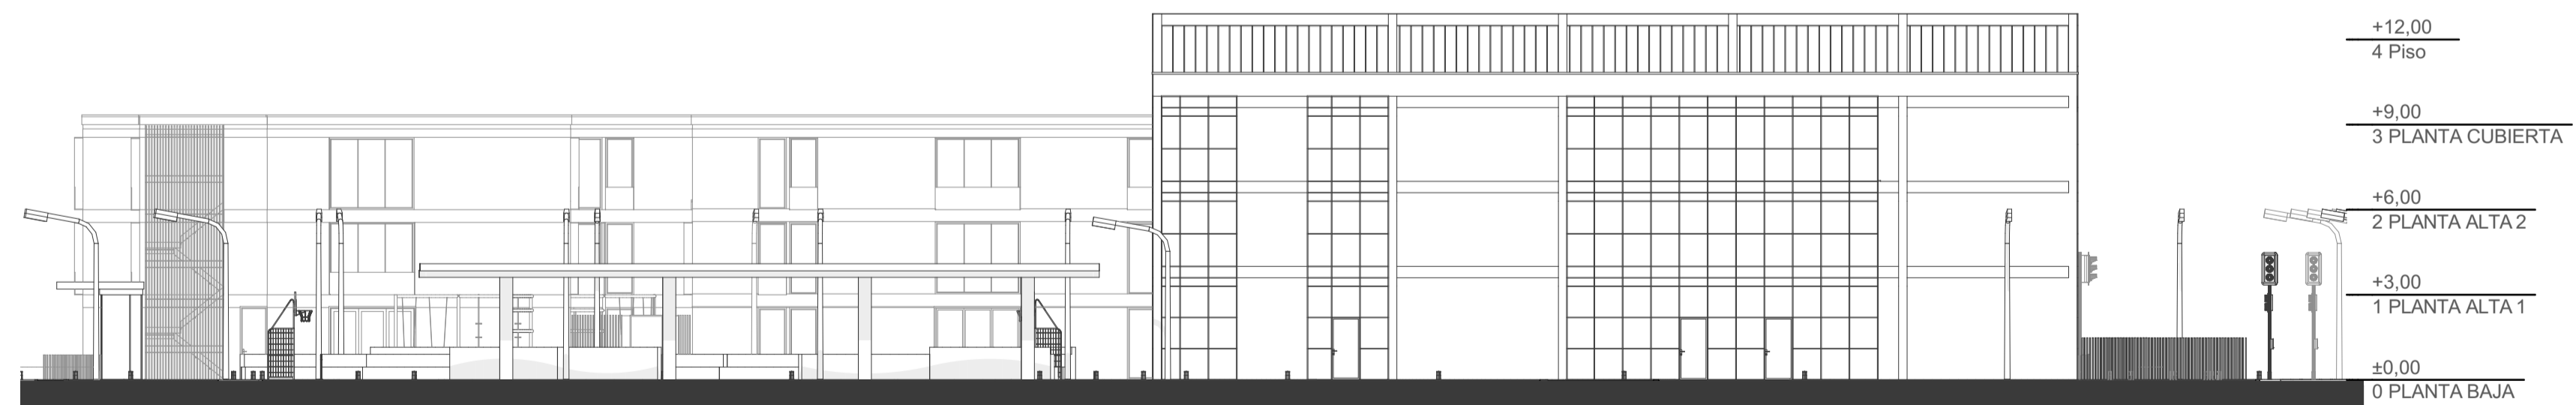 +12,00
4 Piso
+9,00
3 PLANTA CUBIERTA
+6,00
2 PLANTA ALTA 2
+3,00
1 PLANTA ALTA 1
±0,00
0 PLANTA BAJA